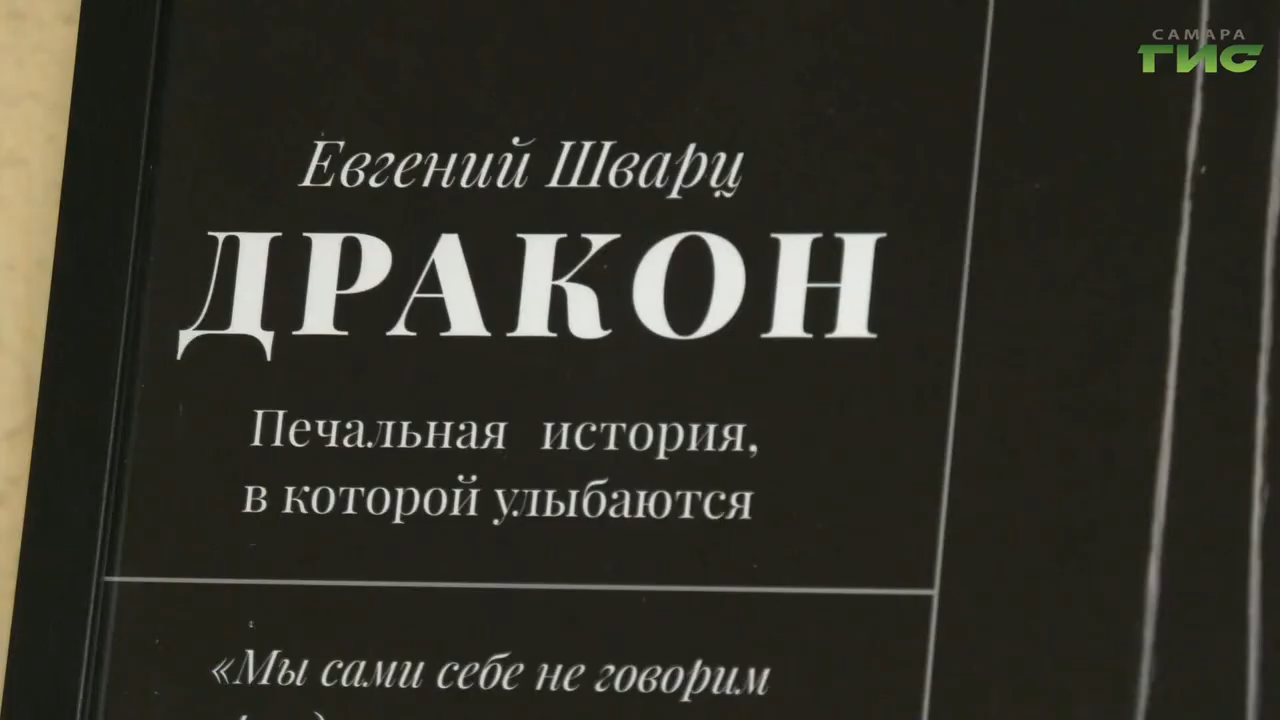 САМАРА
ГИС
Евгений Шварц
ДРАКОН
Печальная история,
в которой улыбаются
«Мы сами себе не говорим